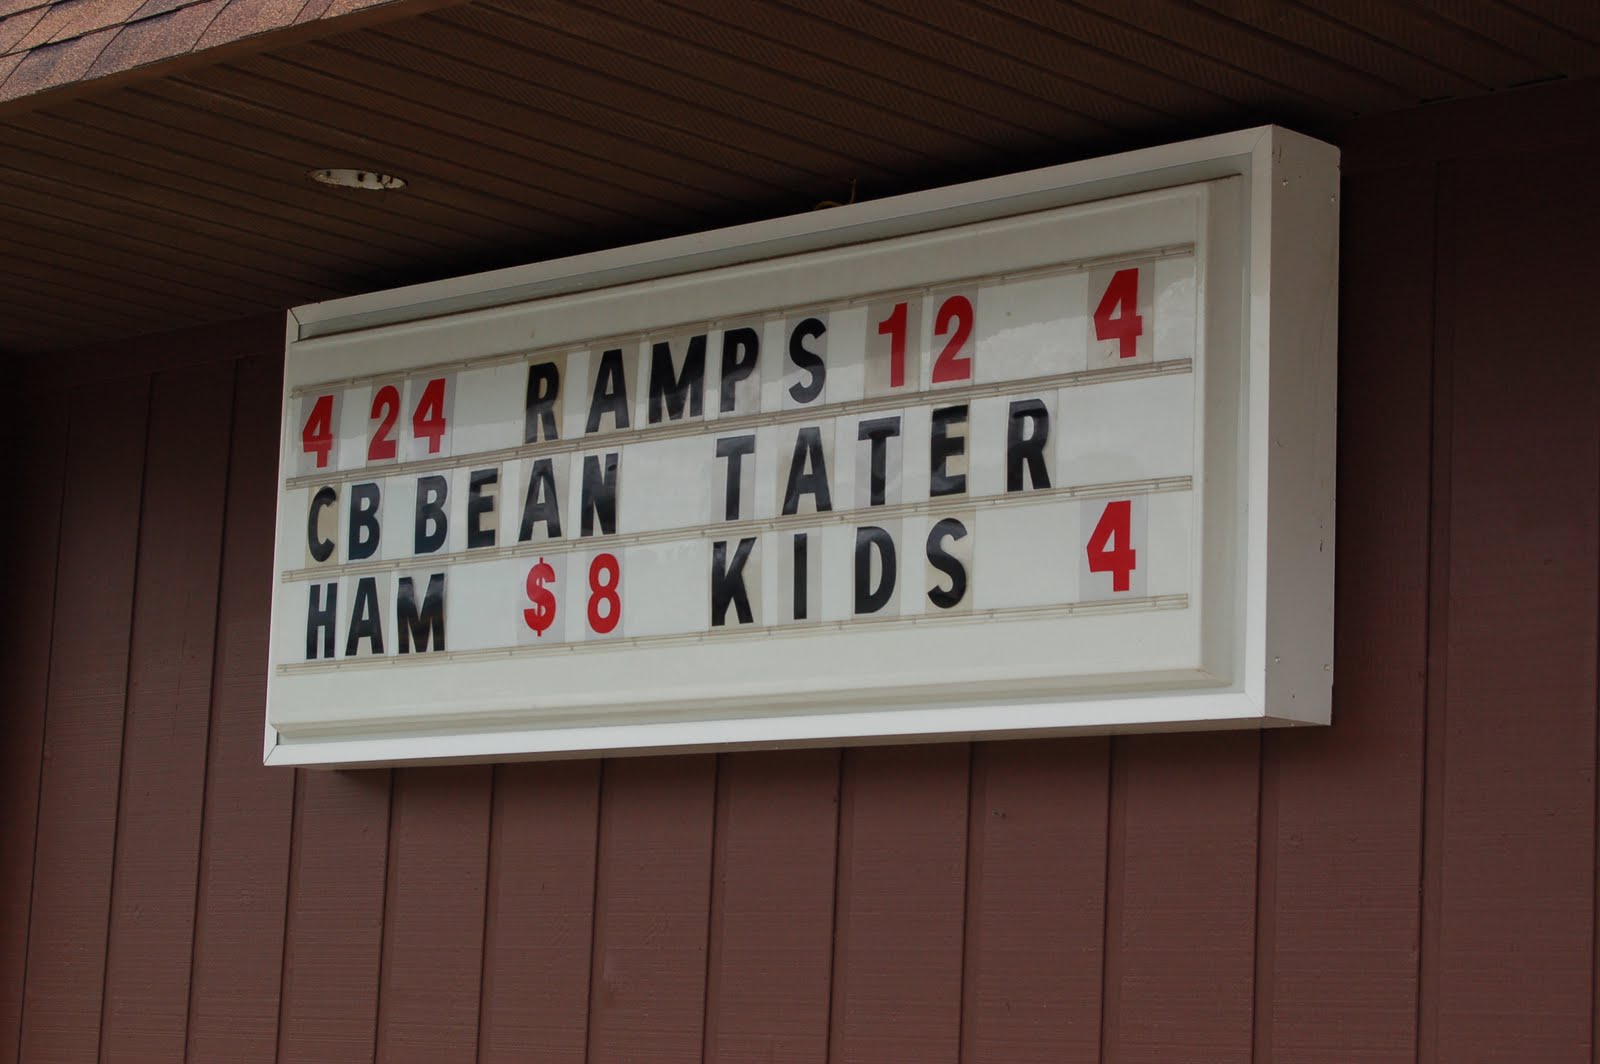 4 24 RAMPS 12 4
CB BEAN TATER
HAM $8 KIDS 4